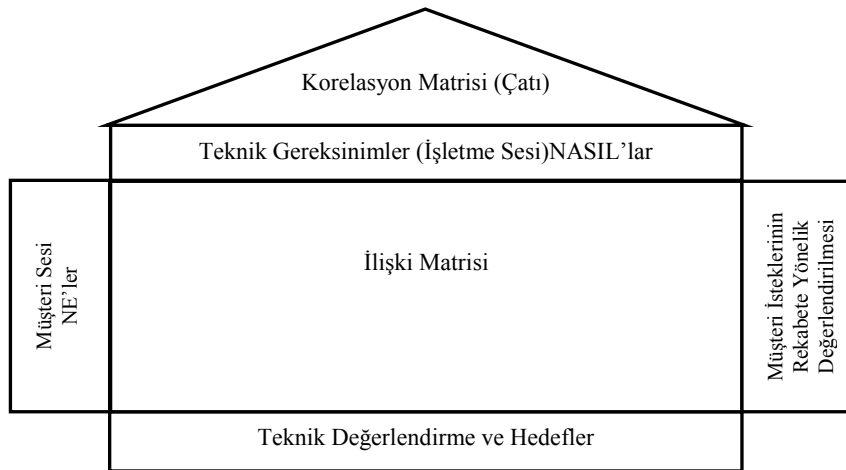 Korelasyon Matrisi (Çatı)
Teknik Gereksinimler (İşletme Sesi)NASIL’lar
Müşteri Sesi
NE’ler
İlişki Matrisi
Müşteri İsteklerinin
Rekabete Yönelik
Değerlendirilmesi
Teknik Değerlendirme ve Hedefler